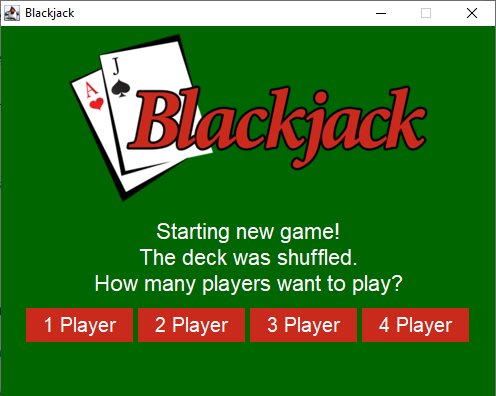 Blackjack
A
J
Blackjack
Starting new game!
The deck was shuffled.
How many players want to play?
1 Player 2 Player 3 Player 4 Player